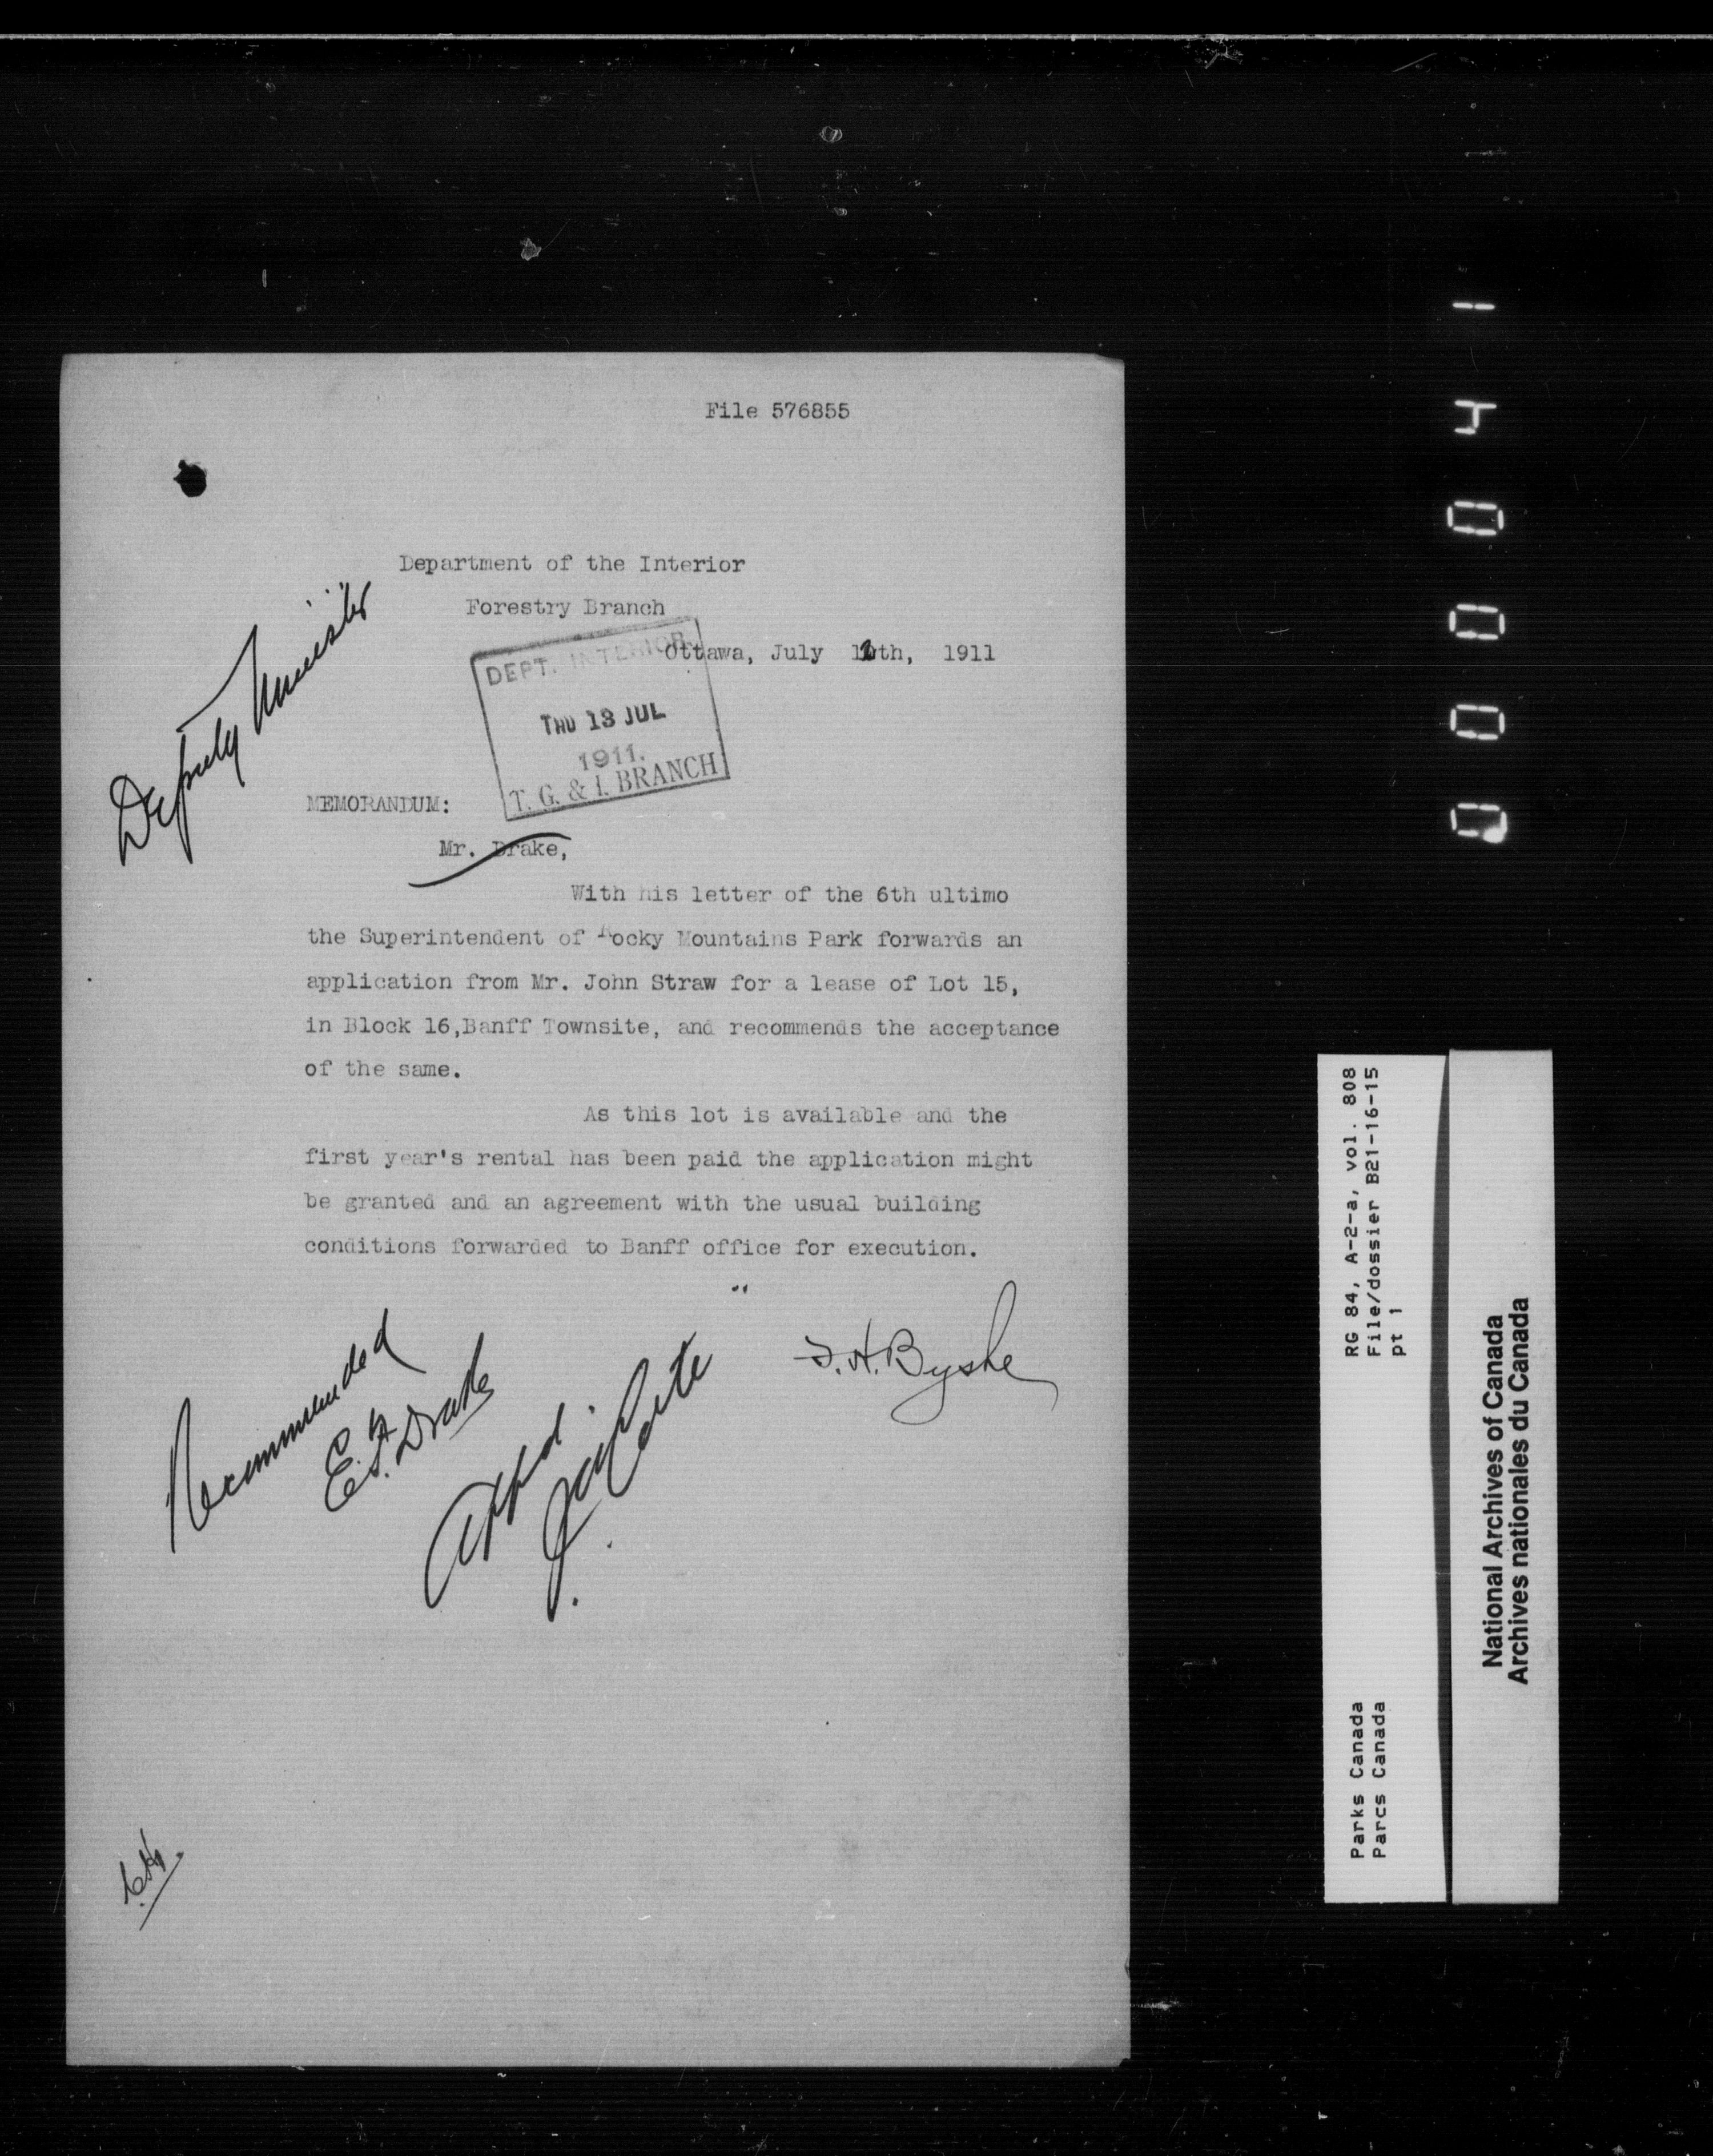 File 576855
Department of the Interior
Forestry Branch
Ottawa, July th, 1911
DEPT. INTERIOR
THU 13 JUL
1911.
T. G. & I. BRANCH
Deputy Minister
MEMORANDUM:
Mr. Drake,
With his letter of the 6th ultimo
the Superintendent of Rocky Mountains Park forwards an
application from Mr. John Straw for a lease of Lot 15,
in Block 16,Banff Townsite, and recommends the acceptance
of the same.
As this lot is available and the
first year's rental has been paid the application might
be granted and an agreement with the usual building
conditions forwarded to Banff office for execution.
F. H. Byshe
Recommended
E.F. Drake
Appd.
RG 84, A-2-a, vol. 808
File/dossier B21-16-15
pt 1
Parks Canada
Parcs Canada
National Archives of Canada
Archives nationales du Canada